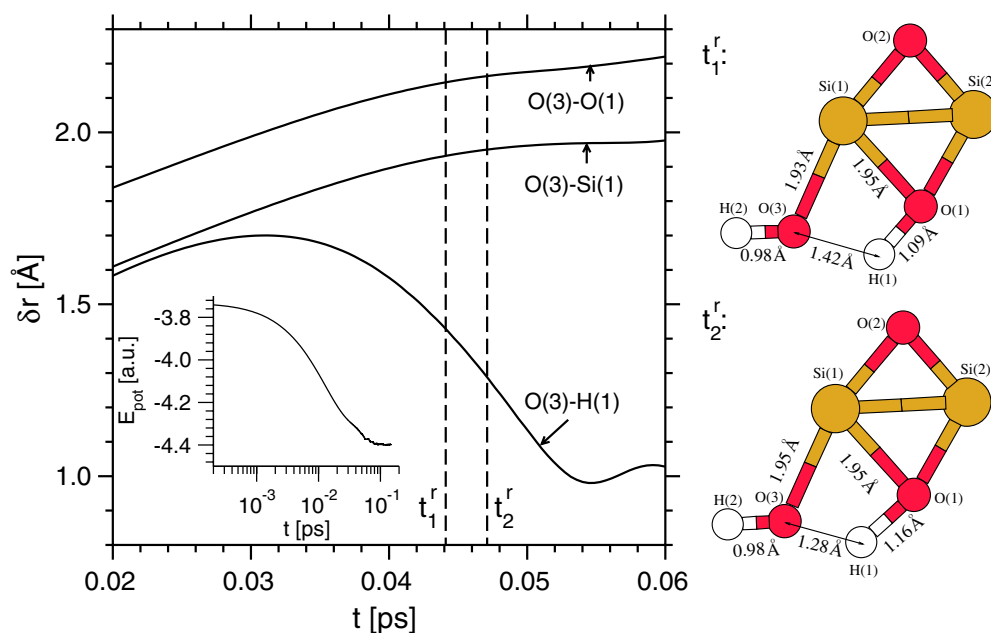 δr [Å]
2.0
1.5
1.0
0.02
0.03
0.04
0.05
0.06
t [ps]
O(3)-O(1)
O(3)-Si(1)
O(3)-H(1)
t₁ʳ
t₂ʳ
E_pot [a.u.]
-3.8
-4.0
-4.2
-4.4
10⁻³
10⁻²
10⁻¹
t [ps]
t₁ʳ:
O(2)
Si(1)
Si(2
1.93Å
1.95Å
H(2)
O(3)
O(1)
0.98Å
1.42Å
1.09Å
H(1)
t₂ʳ:
O(2)
Si(1)
Si(2)
1.95Å
1.95Å
H(2)
O(3)
O(1)
0.98Å
1.28Å
1.16Å
H(1)